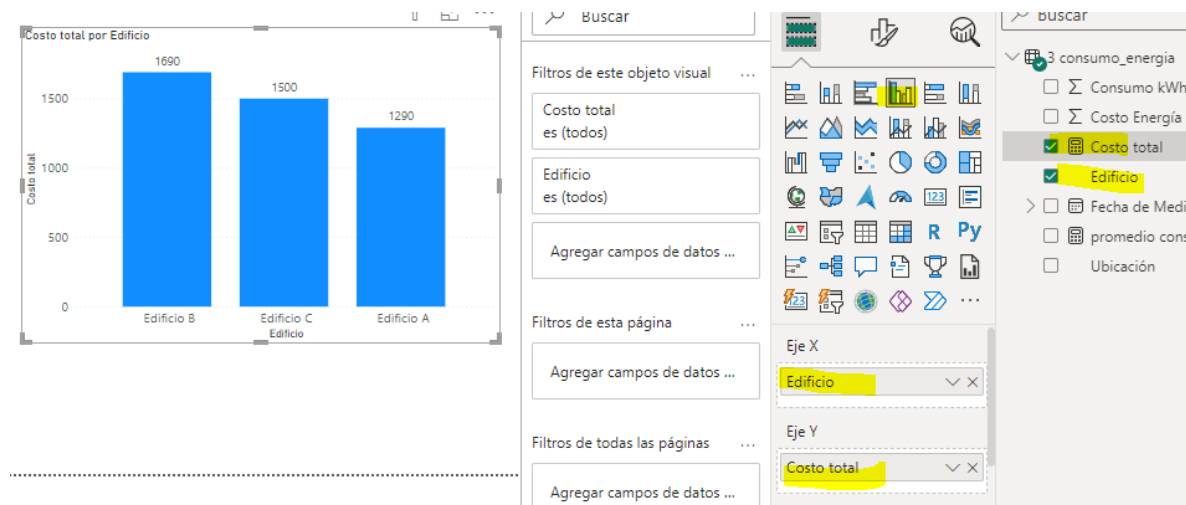 Costo total por Edificio
1690
1500
1290
1500
1000
500
0
Costo total
Edificio B
Edificio C
Edificio A
Edificio
Buscar
Filtros de este objeto visual ...
Costo total
es (todos)
Edificio
es (todos)
Agregar campos de datos ...
Filtros de esta página ...
Agregar campos de datos ...
Filtros de todas las páginas ...
Agregar campos de datos ...
123
R
Py
123
...
Eje X
Edificio
Eje Y
Costo total
Buscar
3 consumo_energia
Σ Consumo kWh
Σ Costo Energía
Costo total
Edificio
Fecha de Medi
promedio cons
Ubicación